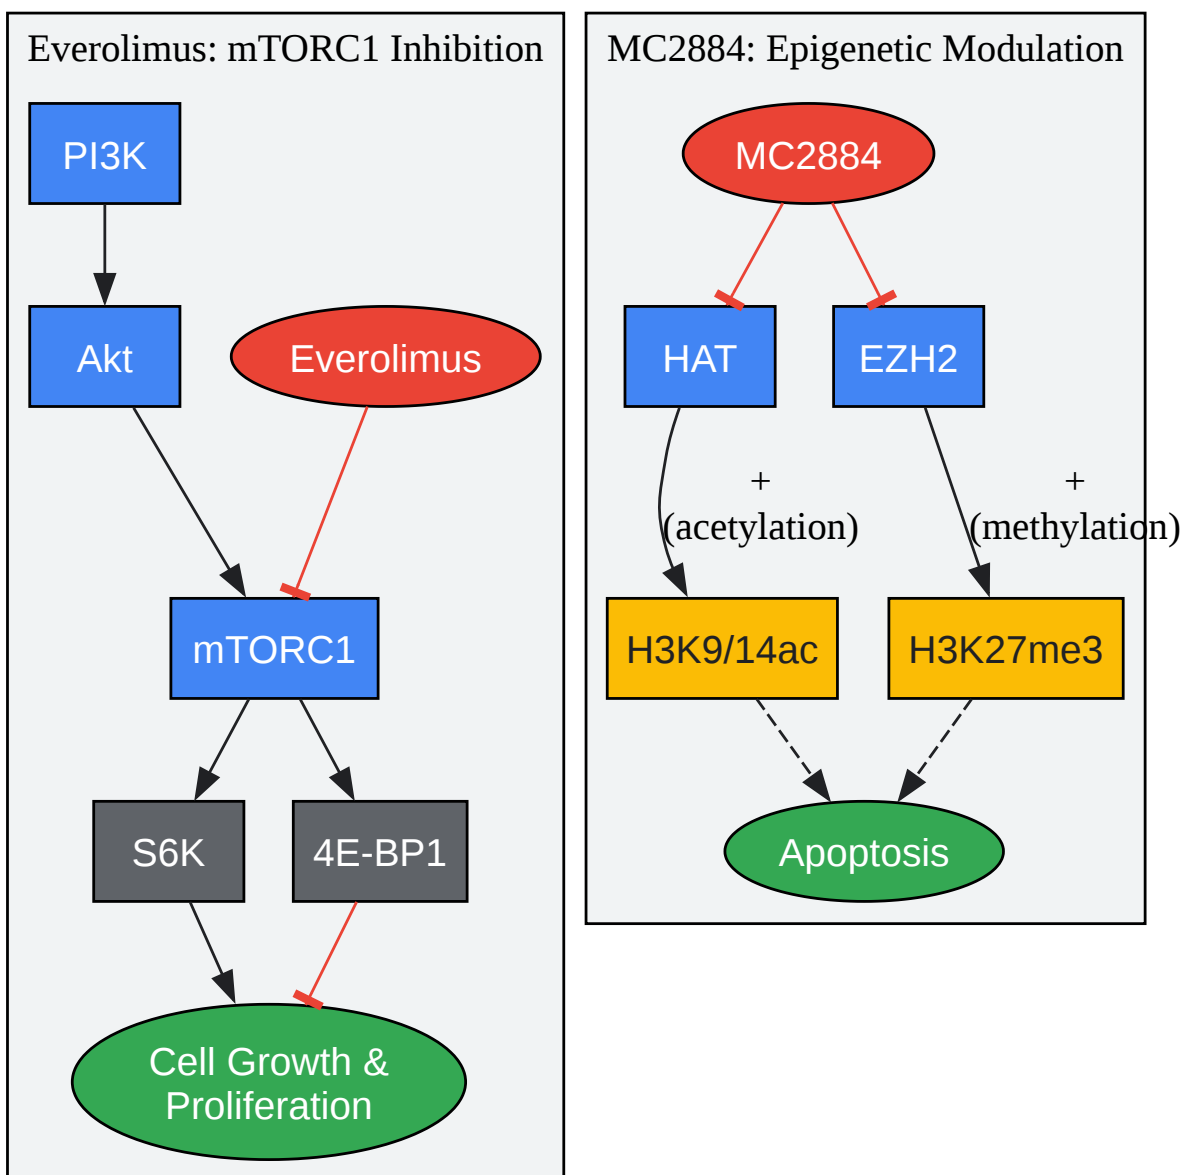 Everolimus: mTORC1 Inhibition
PI3K
Akt
Everolimus
mTORC1
S6K
4E-BP1
Cell Growth &
Proliferation
MC2884: Epigenetic Modulation
MC2884
HAT
EZH2
+
(acetylation)
+
(methylation)
H3K9/14ac
H3K27me3
Apoptosis